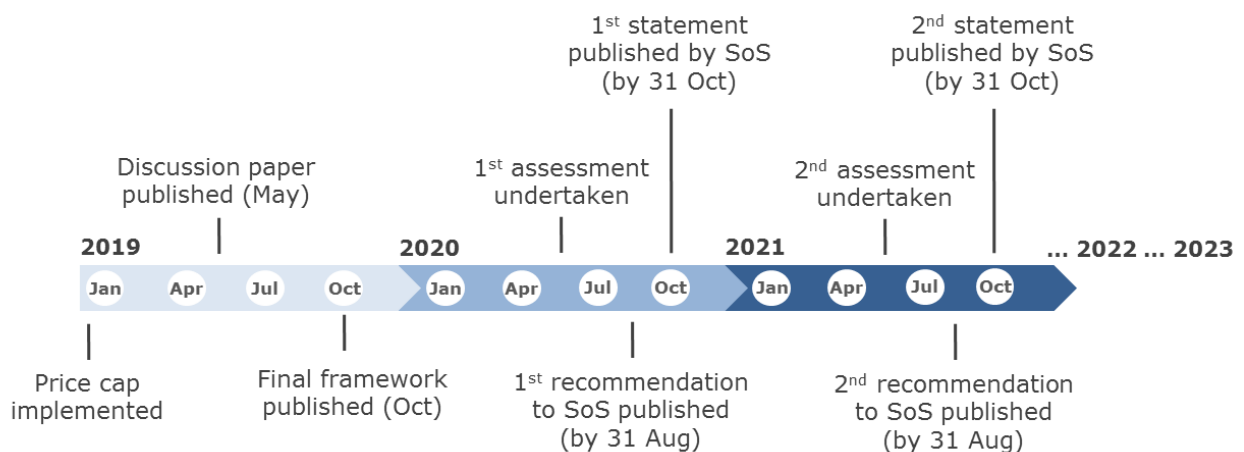 1st statement
published by SoS
(by 31 Oct)
2nd statement
published by SoS
(by 31 Oct)
Discussion paper
published (May)
1st assessment
undertaken
2nd assessment
undertaken
2019
2020
2021
... 2022 ... 2023
Jan Apr Jul Oct Jan Apr Jul Oct Jan Apr Jul Oct
Price cap
implemented
Final framework
published (Oct)
1st recommendation
to SoS published
(by 31 Aug)
2nd recommendation
to SoS published
(by 31 Aug)